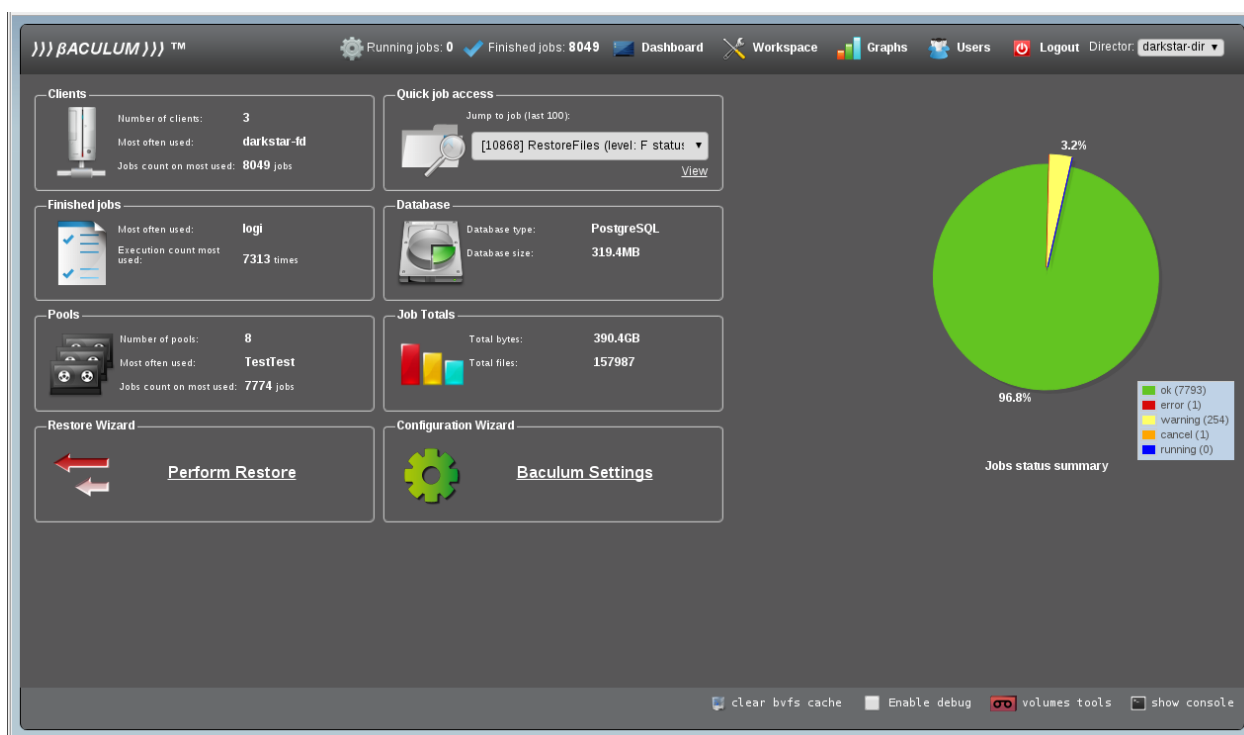 ))) βACULUM ))) ™
Running jobs: 0 Finished jobs: 8049 Dashboard Workspace Graphs Users Logout Director: darkstar-dir
Clients
Number of clients: 3
Most often used: darkstar-fd
Jobs count on most used: 8049 jobs
Quick job access
Jump to job (last 100):
[10868] RestoreFiles (level: F statu
View
Finished jobs
Most often used: logi
Execution count most
used: 7313 times
Database
Database type: PostgreSQL
Database size: 319.4MB
Pools
Number of pools: 8
Most often used: TestTest
Jobs count on most used: 7774 jobs
Job Totals
Total bytes: 390.4GB
Total files: 157987
Restore Wizard
Perform Restore
Configuration Wizard
Baculum Settings
3.2%
96.8%
ok (7793)
error (1)
warning (254)
cancel (1)
running (0)
Jobs status summary
clear bvfs cache Enable debug volumes tools show console